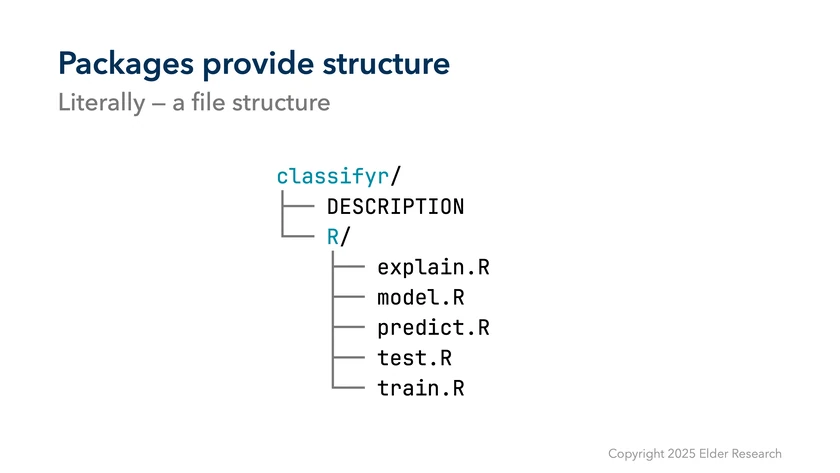 Packages provide structure
Literally – a file structure
classifyr/
DESCRIPTION
R/
explain.R
model.R
predict.R
test.R
train.R
Copyright 2025 Elder Research